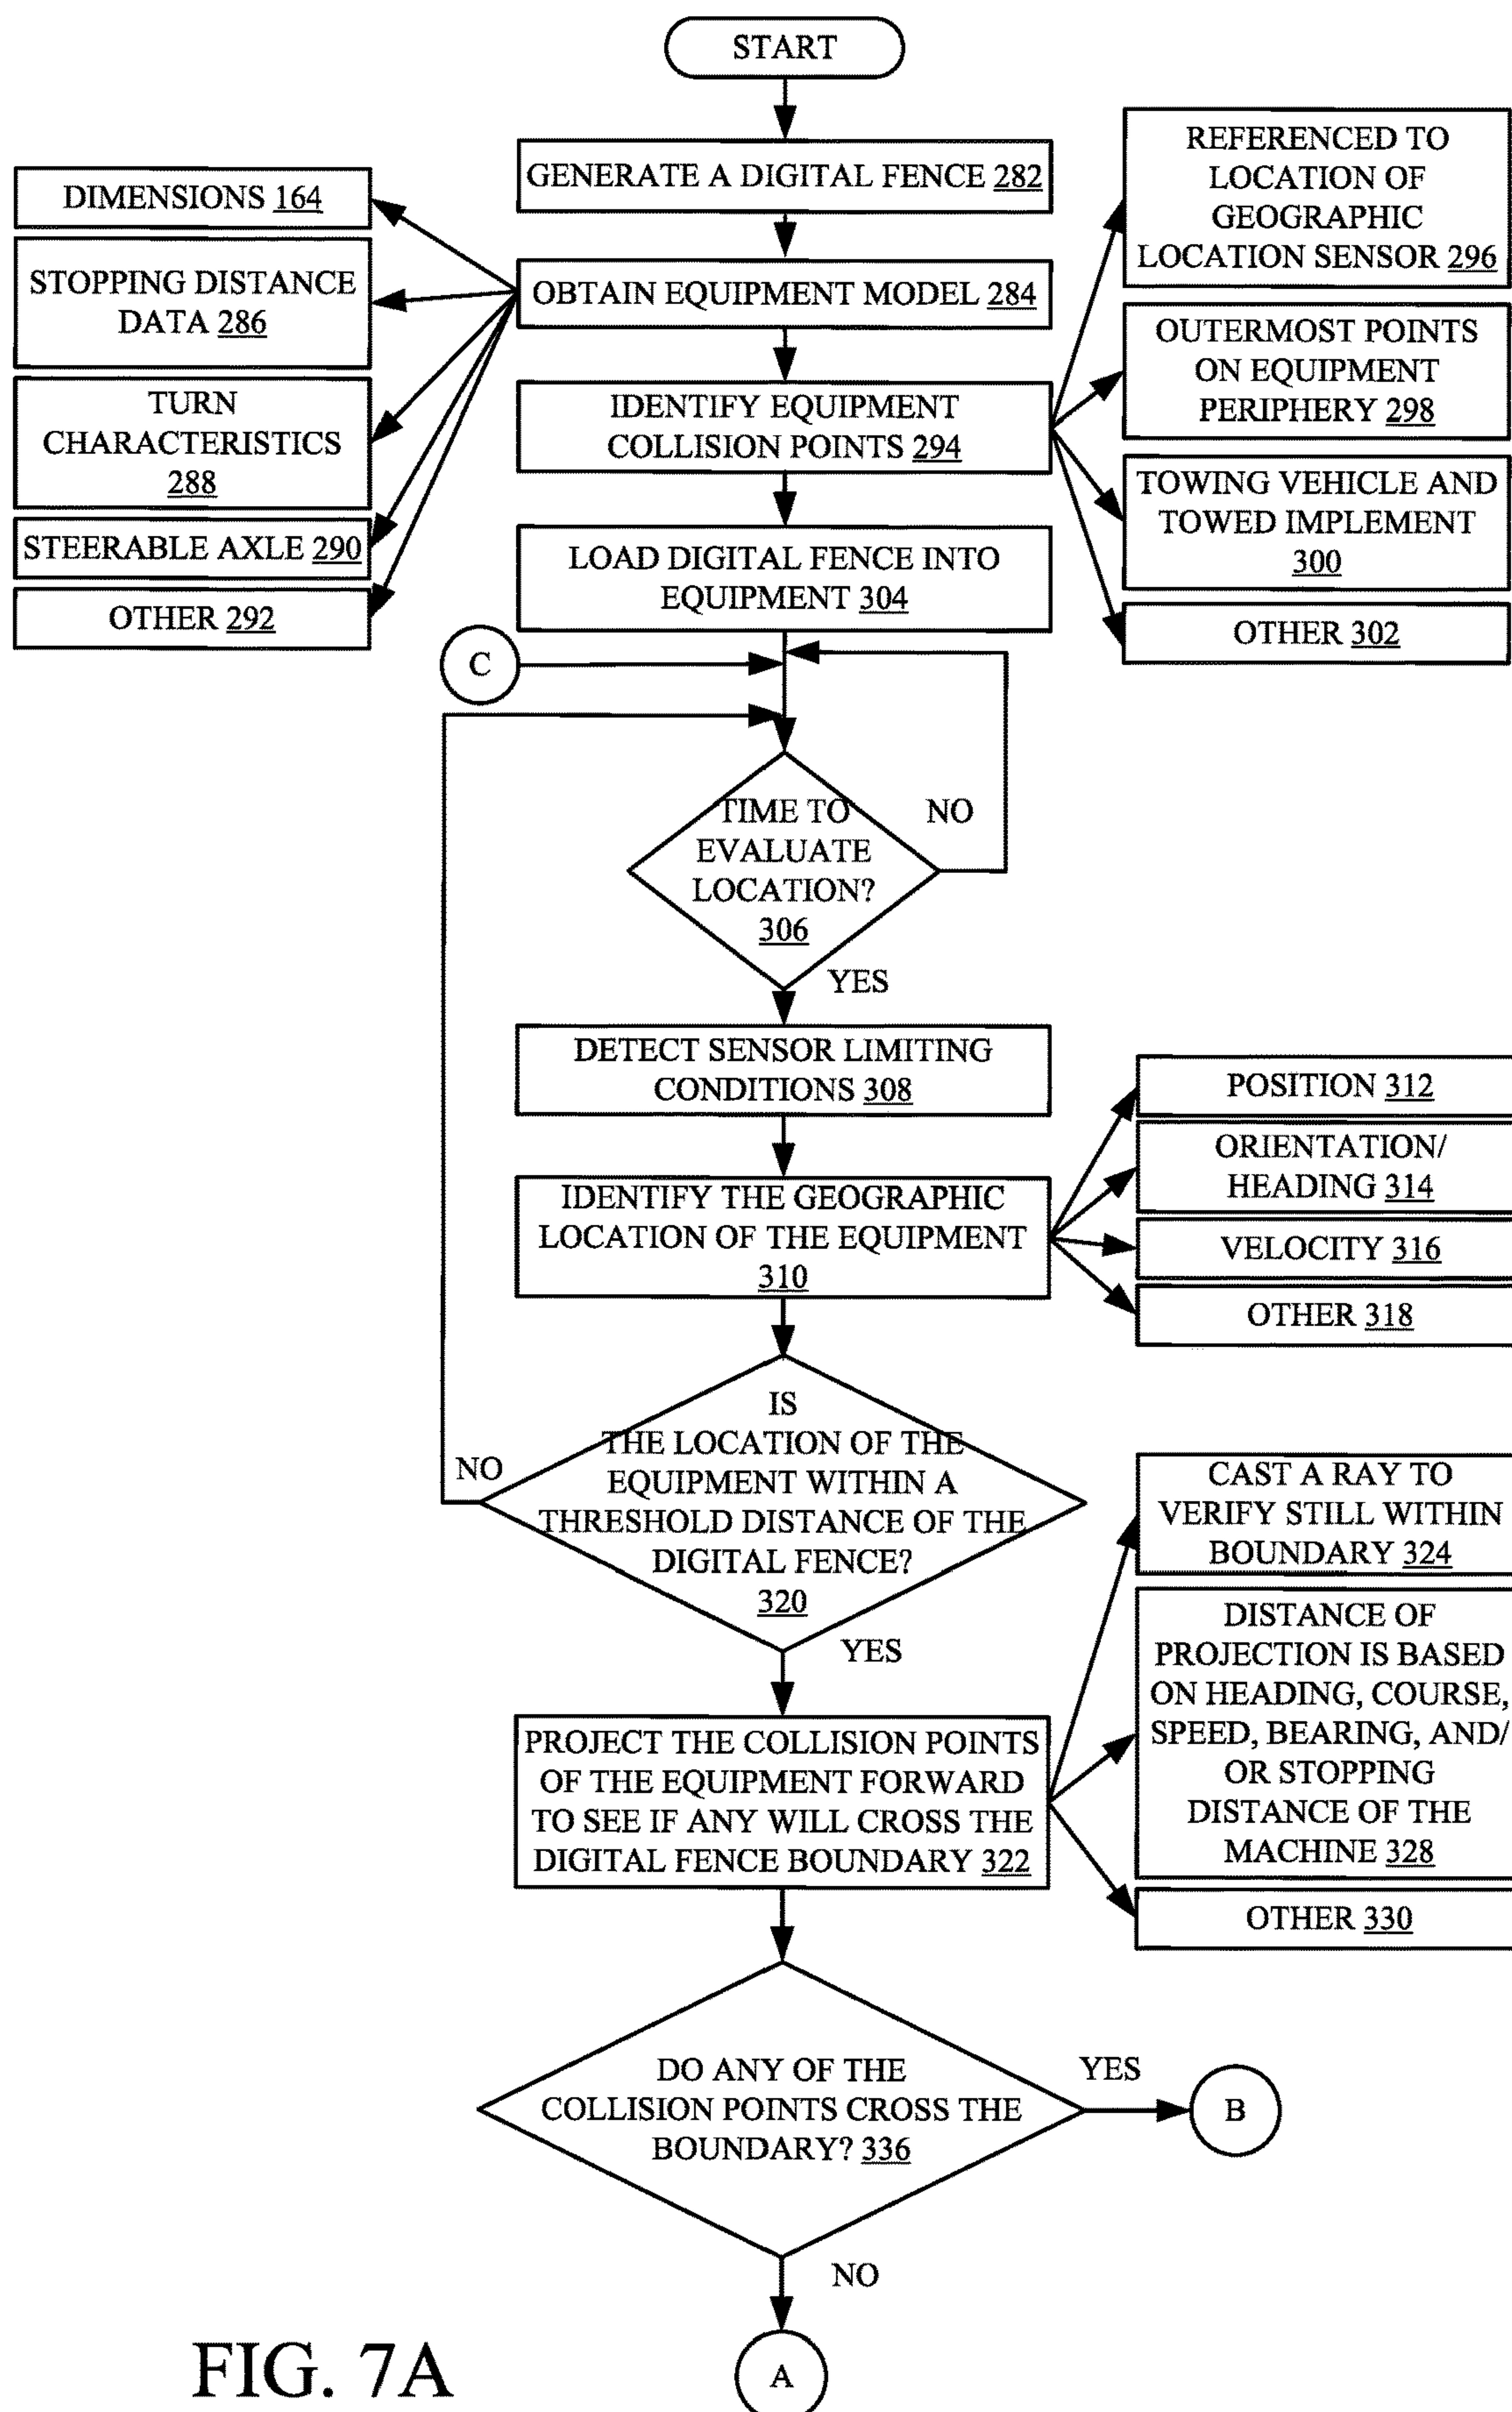 START
GENERATE A DIGITAL FENCE 282
OBTAIN EQUIPMENT MODEL 284
DIMENSIONS 164
STOPPING DISTANCE
DATA 286
TURN
CHARACTERISTICS
288
STEERABLE AXLE 290
OTHER 292
IDENTIFY EQUIPMENT
COLLISION POINTS 294
REFERENCED TO
LOCATION OF
GEOGRAPHIC
LOCATION SENSOR 296
OUTERMOST POINTS
ON EQUIPMENT
PERIPHERY 298
TOWING VEHICLE AND
TOWED IMPLEMENT
300
OTHER 302
LOAD DIGITAL FENCE INTO
EQUIPMENT 304
C
TIME TO
EVALUATE
LOCATION?
306
NO
YES
DETECT SENSOR LIMITING
CONDITIONS 308
IDENTIFY THE GEOGRAPHIC
LOCATION OF THE EQUIPMENT
310
POSITION 312
ORIENTATION/
HEADING 314
VELOCITY 316
OTHER 318
IS
THE LOCATION OF THE
EQUIPMENT WITHIN A
THRESHOLD DISTANCE OF THE
DIGITAL FENCE?
320
NO
YES
PROJECT THE COLLISION POINTS
OF THE EQUIPMENT FORWARD
TO SEE IF ANY WILL CROSS THE
DIGITAL FENCE BOUNDARY 322
CAST A RAY TO
VERIFY STILL WITHIN
BOUNDARY 324
DISTANCE OF
PROJECTION IS BASED
ON HEADING, COURSE,
SPEED, BEARING, AND/
OR STOPPING
DISTANCE OF THE
MACHINE 328
OTHER 330
DO ANY OF THE
COLLISION POINTS CROSS THE
BOUNDARY? 336
YES
B
NO
A
FIG. 7A